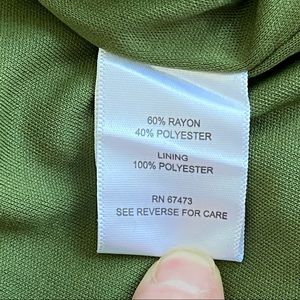 60% RAYON
40% POLYESTER
LINING
100% POLYESTER
RN 67473
SEE REVERSE FOR CARE